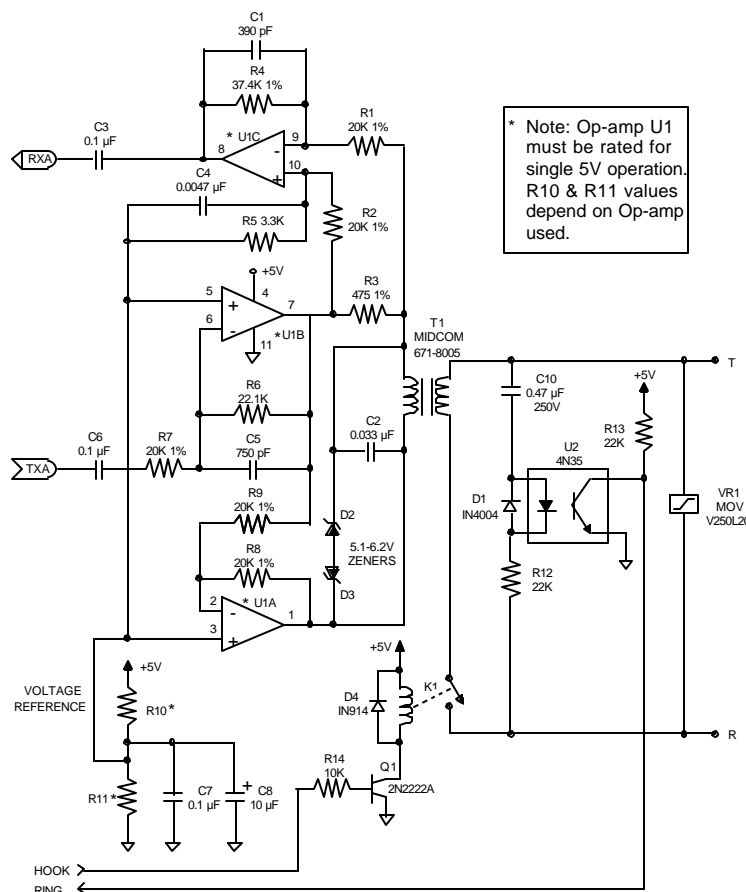 C1
390 pF
R4
37.4K 1%
C3
0.1 µF
RXA
* U1C
8
9
-
10
+
R1
20K 1%
* Note: Op-amp U1
must be rated for
single 5V operation.
R10 & R11 values
depend on Op-amp
used.
C4
0.0047 µF
R5 3.3K
R2
20K 1%
+5V
5
+
4
7
6
-
11
*U1B
R3
475 1%
T1
MIDCOM
671-8005
T
R6
22.1K
C6
0.1 µF
R7
20K 1%
C5
750 pF
TXA
C2
0.033 µF
C10
0.47 µF
250V
+5V
R13
22K
U2
4N35
D1
IN4004
VR1
MOV
V250L20
R9
20K 1%
D2
R8
20K 1%
5.1-6.2V
ZENERS
D3
R12
22K
2
-
* U1A
1
3
+
+5V
VOLTAGE
REFERENCE
R10*
+5V
D4
IN914
K1
R
R11*
C7
0.1 µF
+
C8
10 µF
R14
10K
Q1
2N2222A
HOOK
RING